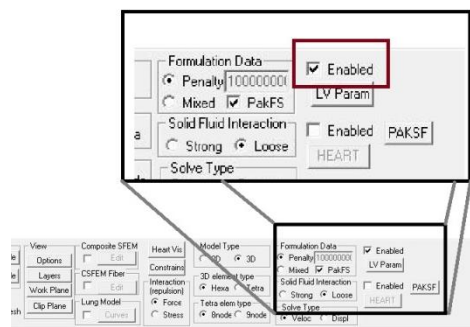 Formulation Data
Enabled
Penalty 10000000
LV Param
Mixed PakFS
Solid Fluid Interaction
Enabled PAKSF
Strong Loose
HEART
Solve Type
View
Composite SFEM
Heart Vis
Model Type
Formulation Data
Options
Edit
2D 3D
Penalty 10000000
Enabled
Layers
CSFEM Fiber
Constrains
3D element type
Mixed PakFS
LV Param
Work Plane
Edit
Interaction (repulsion)
Hexa Tetra
Solid Fluid Interaction
Enabled PAKSF
Clip Plane
Lung Model
Force
Tetra elem type
Strong Loose
HEART
Curves
Stress
8node 9node
Solve Type
Veloc Displ